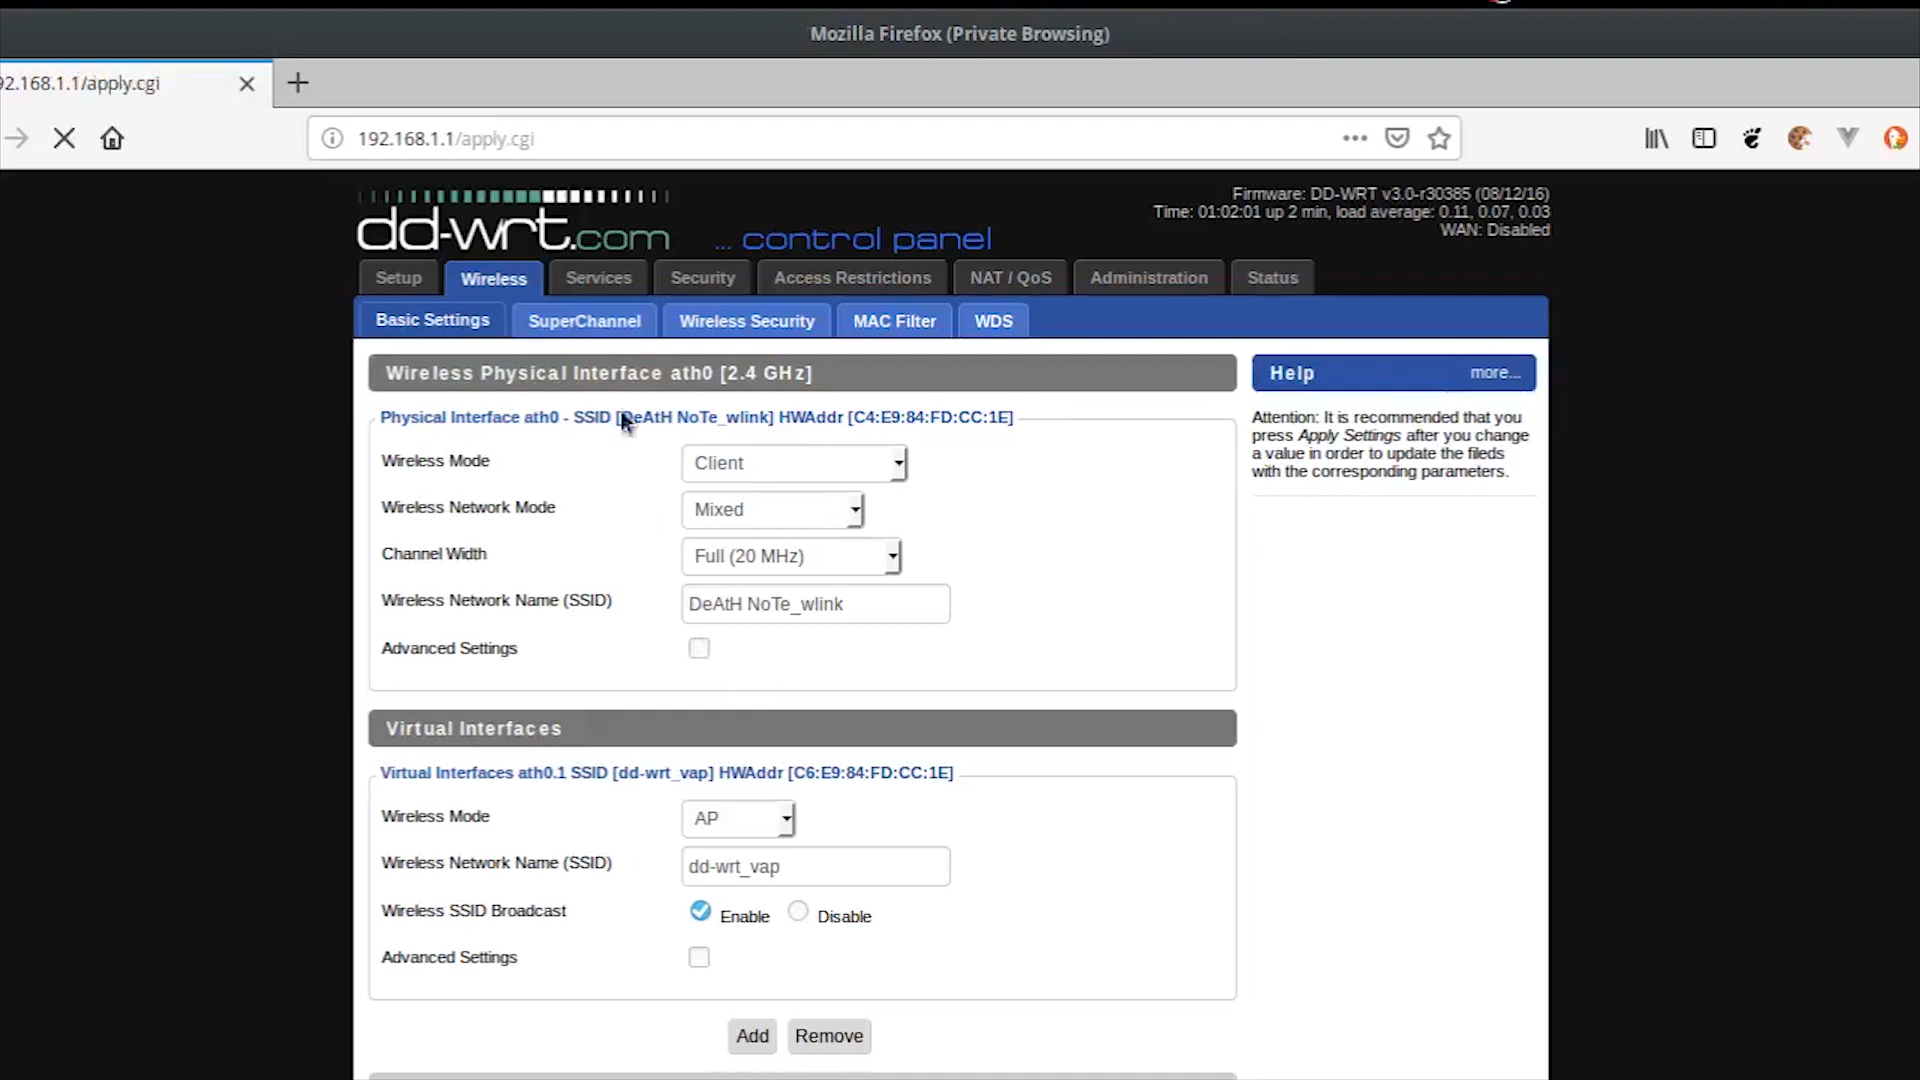 Mozilla Firefox (Private Browsing)
92.168.1.1/apply.cgi
192.168.1.1/apply.cgi
Firmware: DD-WRT v3.0-r30385 (08/12/16)
Time: 01:02:01 up 2 min, load average: 0.11, 0.07, 0.03
WAN: Disabled
dd-wrt.com ... control panel
Setup Wireless Services Security Access Restrictions NAT / QoS Administration Status
Basic Settings SuperChannel Wireless Security MAC Filter WDS
Wireless Physical Interface ath0 [2.4 GHz]
Physical Interface ath0 - SSID [DeAtH NoTe_wlink] HWAddr [C4:E9:84:FD:CC:1E]
Wireless Mode Client
Wireless Network Mode Mixed
Channel Width Full (20 MHz)
Wireless Network Name (SSID) DeAtH NoTe_wlink
Advanced Settings
Virtual Interfaces
Virtual Interfaces ath0.1 SSID [dd-wrt_vap] HWAddr [C6:E9:84:FD:CC:1E]
Wireless Mode AP
Wireless Network Name (SSID) dd-wrt_vap
Wireless SSID Broadcast Enable Disable
Advanced Settings
Add Remove
Help more...
Attention: It is recommended that you
press Apply Settings after you change
a value in order to update the fileds
with the corresponding parameters.